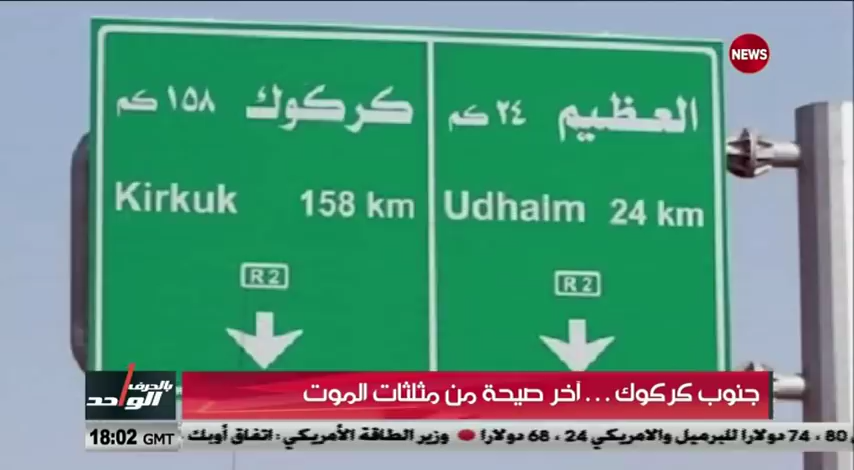 NEWS
العظيم ٢٤ كم
كركوك ١٥٨ كم
Kirkuk 158 km
Udhaim 24 km
R2
R2
جنوب كركوك...آخر صيحة من مثلثات الموت
بالحرف الواحد
18:02 GMT
80 ، 74 دولارا للبرميل والامريكي 24 ، 68 دولارا • وزير الطاقة الأمريكي: اتفاق أوبك